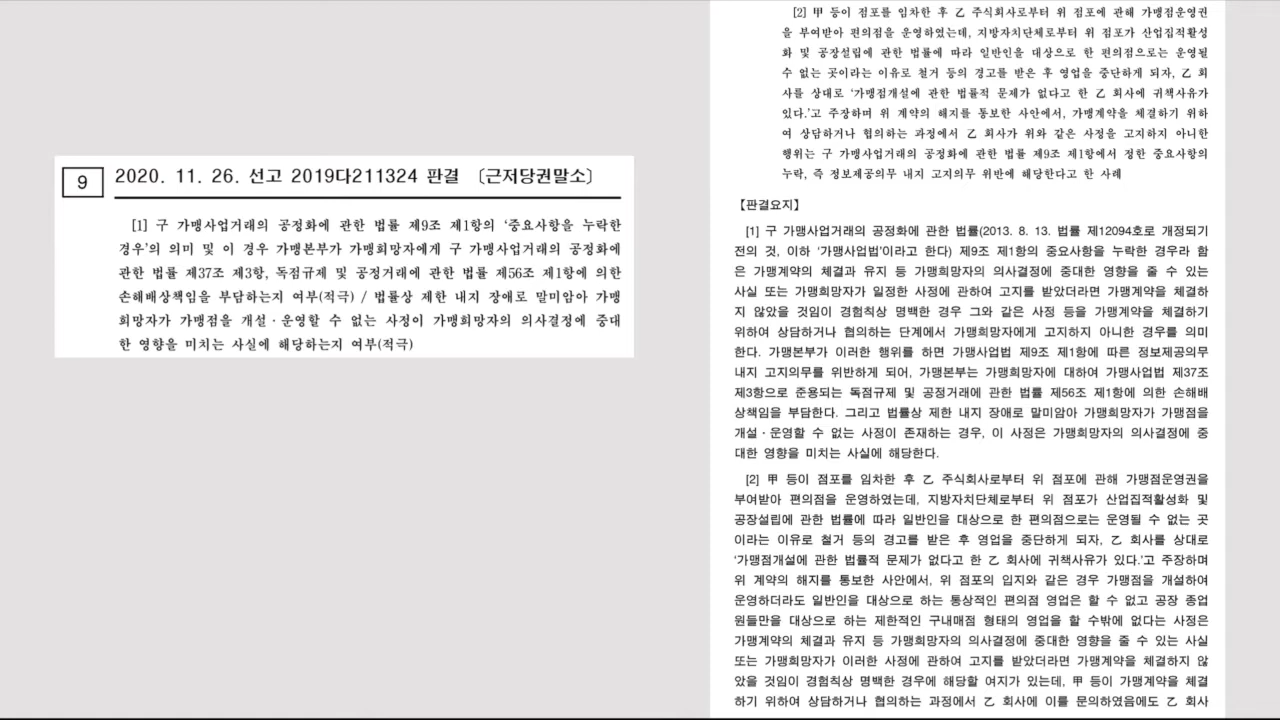 9
2020. 11. 26. 선고 2019다211324 판결 〔근저당권말소〕
[1] 구 가맹사업거래의 공정화에 관한 법률 제9조 제1항의 ‘중요사항을 누락한
경우’의 의미 및 이 경우 가맹본부가 가맹희망자에게 구 가맹사업거래의 공정화에
관한 법률 제37조 제3항, 독점규제 및 공정거래에 관한 법률 제56조 제1항에 의한
손해배상책임을 부담하는지 여부(적극) / 법률상 제한 내지 장애로 말미암아 가맹
희망자가 가맹점을 개설·운영할 수 없는 사정이 가맹희망자의 의사결정에 중대
한 영향을 미치는 사실에 해당하는지 여부(적극)
[2] 甲 등이 점포를 임차한 후 乙 주식회사로부터 위 점포에 관해 가맹점운영권
을 부여받아 편의점을 운영하였는데, 지방자치단체로부터 위 점포가 산업집적활성
화 및 공장설립에 관한 법률에 따라 일반인을 대상으로 한 편의점으로는 운영될
수 없는 곳이라는 이유로 철거 등의 경고를 받은 후 영업을 중단하게 되자, 乙 회
사를 상대로 ‘가맹점개설에 관한 법률적 문제가 없다고 한 乙 회사에 귀책사유가
있다.’고 주장하며 위 계약의 해지를 통보한 사안에서, 가맹계약을 체결하기 위하
여 상담하거나 협의하는 과정에서 乙 회사가 위와 같은 사정을 고지하지 아니한
행위는 구 가맹사업거래의 공정화에 관한 법률 제9조 제1항에서 정한 중요사항의
누락, 즉 정보제공의무 내지 고지의무 위반에 해당한다고 한 사례
【판결요지】
[1] 구 가맹사업거래의 공정화에 관한 법률(2013. 8. 13. 법률 제12094호로 개정되기
전의 것, 이하 ‘가맹사업법’이라고 한다) 제9조 제1항의 중요사항을 누락한 경우라 함
은 가맹계약의 체결과 유지 등 가맹희망자의 의사결정에 중대한 영향을 줄 수 있는
사실 또는 가맹희망자가 일정한 사정에 관하여 고지를 받았더라면 가맹계약을 체결하
지 않았을 것임이 경험칙상 명백한 경우 그와 같은 사정 등을 가맹계약을 체결하기
위하여 상담하거나 협의하는 단계에서 가맹희망자에게 고지하지 아니한 경우를 의미
한다. 가맹본부가 이러한 행위를 하면 가맹사업법 제9조 제1항에 따른 정보제공의무
내지 고지의무를 위반하게 되어, 가맹본부는 가맹희망자에 대하여 가맹사업법 제37조
제3항으로 준용되는 독점규제 및 공정거래에 관한 법률 제56조 제1항에 의한 손해배
상책임을 부담한다. 그리고 법률상 제한 내지 장애로 말미암아 가맹희망자가 가맹점을
개설·운영할 수 없는 사정이 존재하는 경우, 이 사정은 가맹희망자의 의사결정에 중
대한 영향을 미치는 사실에 해당한다.
[2] 甲 등이 점포를 임차한 후 乙 주식회사로부터 위 점포에 관해 가맹점운영권을
부여받아 편의점을 운영하였는데, 지방자치단체로부터 위 점포가 산업집적활성화 및
공장설립에 관한 법률에 따라 일반인을 대상으로 한 편의점으로는 운영될 수 없는 곳
이라는 이유로 철거 등의 경고를 받은 후 영업을 중단하게 되자, 乙 회사를 상대로
‘가맹점개설에 관한 법률적 문제가 없다고 한 乙 회사에 귀책사유가 있다.’고 주장하며
위 계약의 해지를 통보한 사안에서, 위 점포의 입지와 같은 경우 가맹점을 개설하여
운영하더라도 일반인을 대상으로 하는 통상적인 편의점 영업은 할 수 없고 공장 종업
원들만을 대상으로 하는 제한적인 구내매점 형태의 영업을 할 수밖에 없다는 사정은
가맹계약의 체결과 유지 등 가맹희망자의 의사결정에 중대한 영향을 줄 수 있는 사실
또는 가맹희망자가 이러한 사정에 관하여 고지를 받았더라면 가맹계약을 체결하지 않
았을 것임이 경험칙상 명백한 경우에 해당할 여지가 있는데, 甲 등이 가맹계약을 체결
하기 위하여 상담하거나 협의하는 과정에서 乙 회사에 이를 문의하였음에도 乙 회사